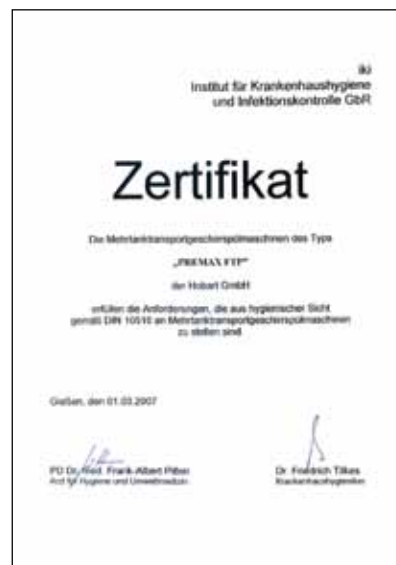 iki
Institut für Krankenhaushygiene
und Infektionskontrolle GbR
Zertifikat
Die Mehrtanktransportgeschirrspülmaschinen des Typs
„PREMAX FTP“
der Hobart GmbH
erfüllen die Anforderungen, die aus hygienischer Sicht
gemäß DIN 10510 an Mehrtanktransportgeschirrspülmaschinen
zu stellen sind.
Gießen, den 01.03.2007
PD Dr. med. Frank-Albert Pitten
Dr. Friedrich Tilkes
Arzt für Hygiene und Umweltmedizin
Krankenhaushygieniker